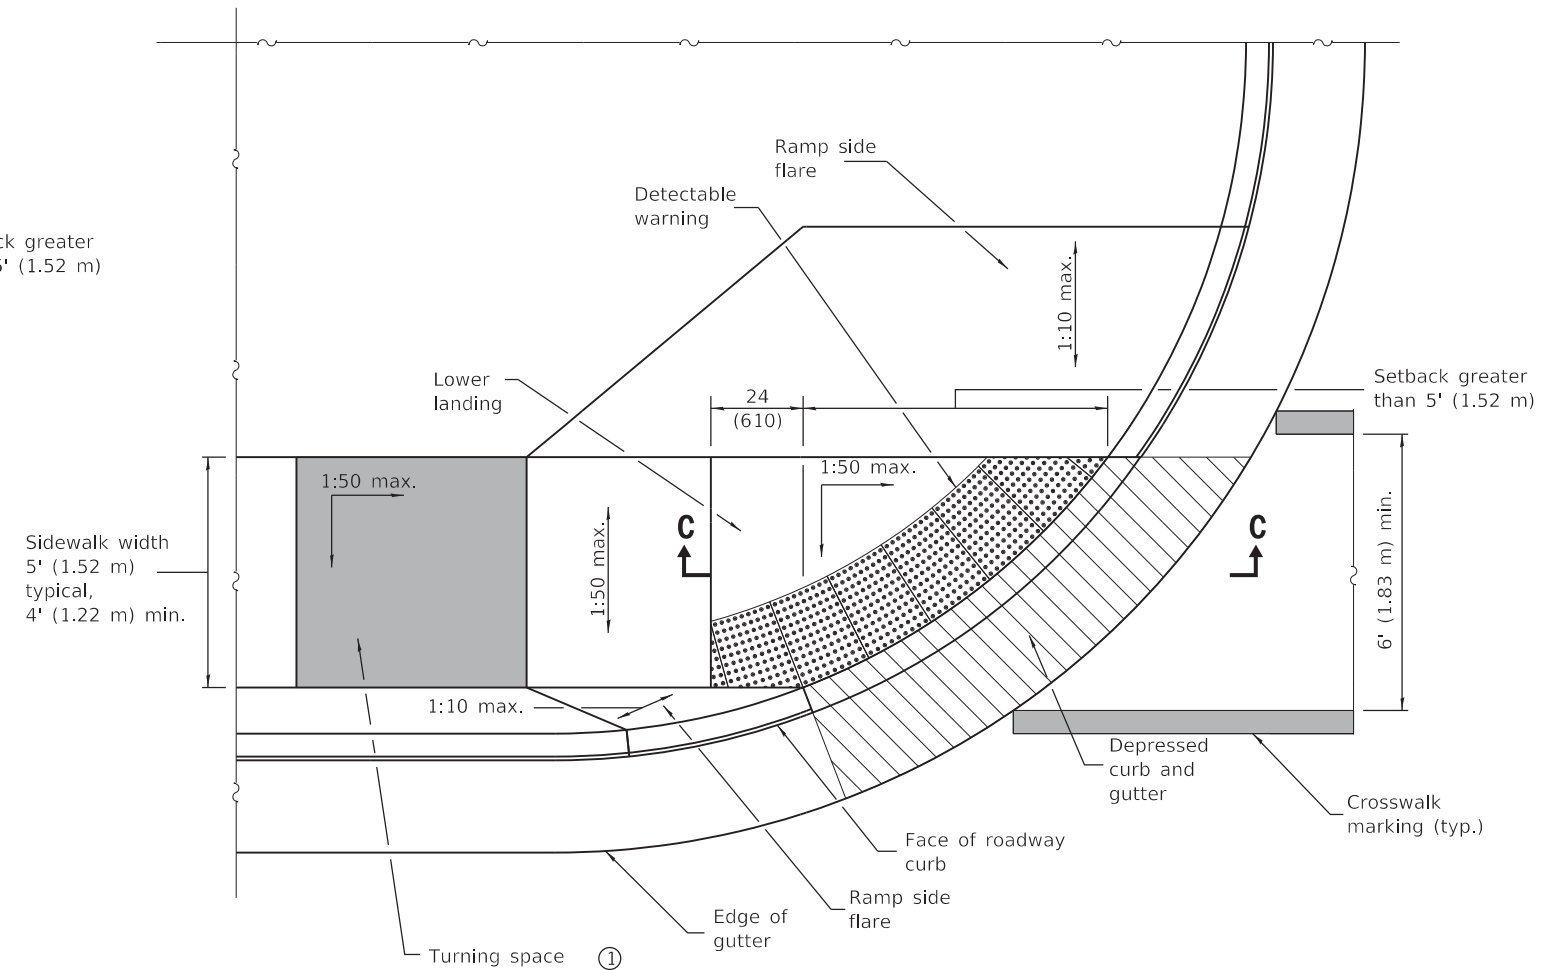 Ramp side
flare
Detectable
warning
ck greater
5' (1.52 m)
1:10 max.
Lower
landing
24
(610)
Setback greater
than 5' (1.52 m)
1:50 max.
1:50 max.
C
C
Sidewalk width
5' (1.52 m)
typical,
4' (1.22 m) min.
1:50 max.
6' (1.83 m) min.
1:10 max.
Depressed
curb and
gutter
Crosswalk
marking (typ.)
Face of roadway
curb
Ramp side
flare
Edge of
gutter
Turning space ①